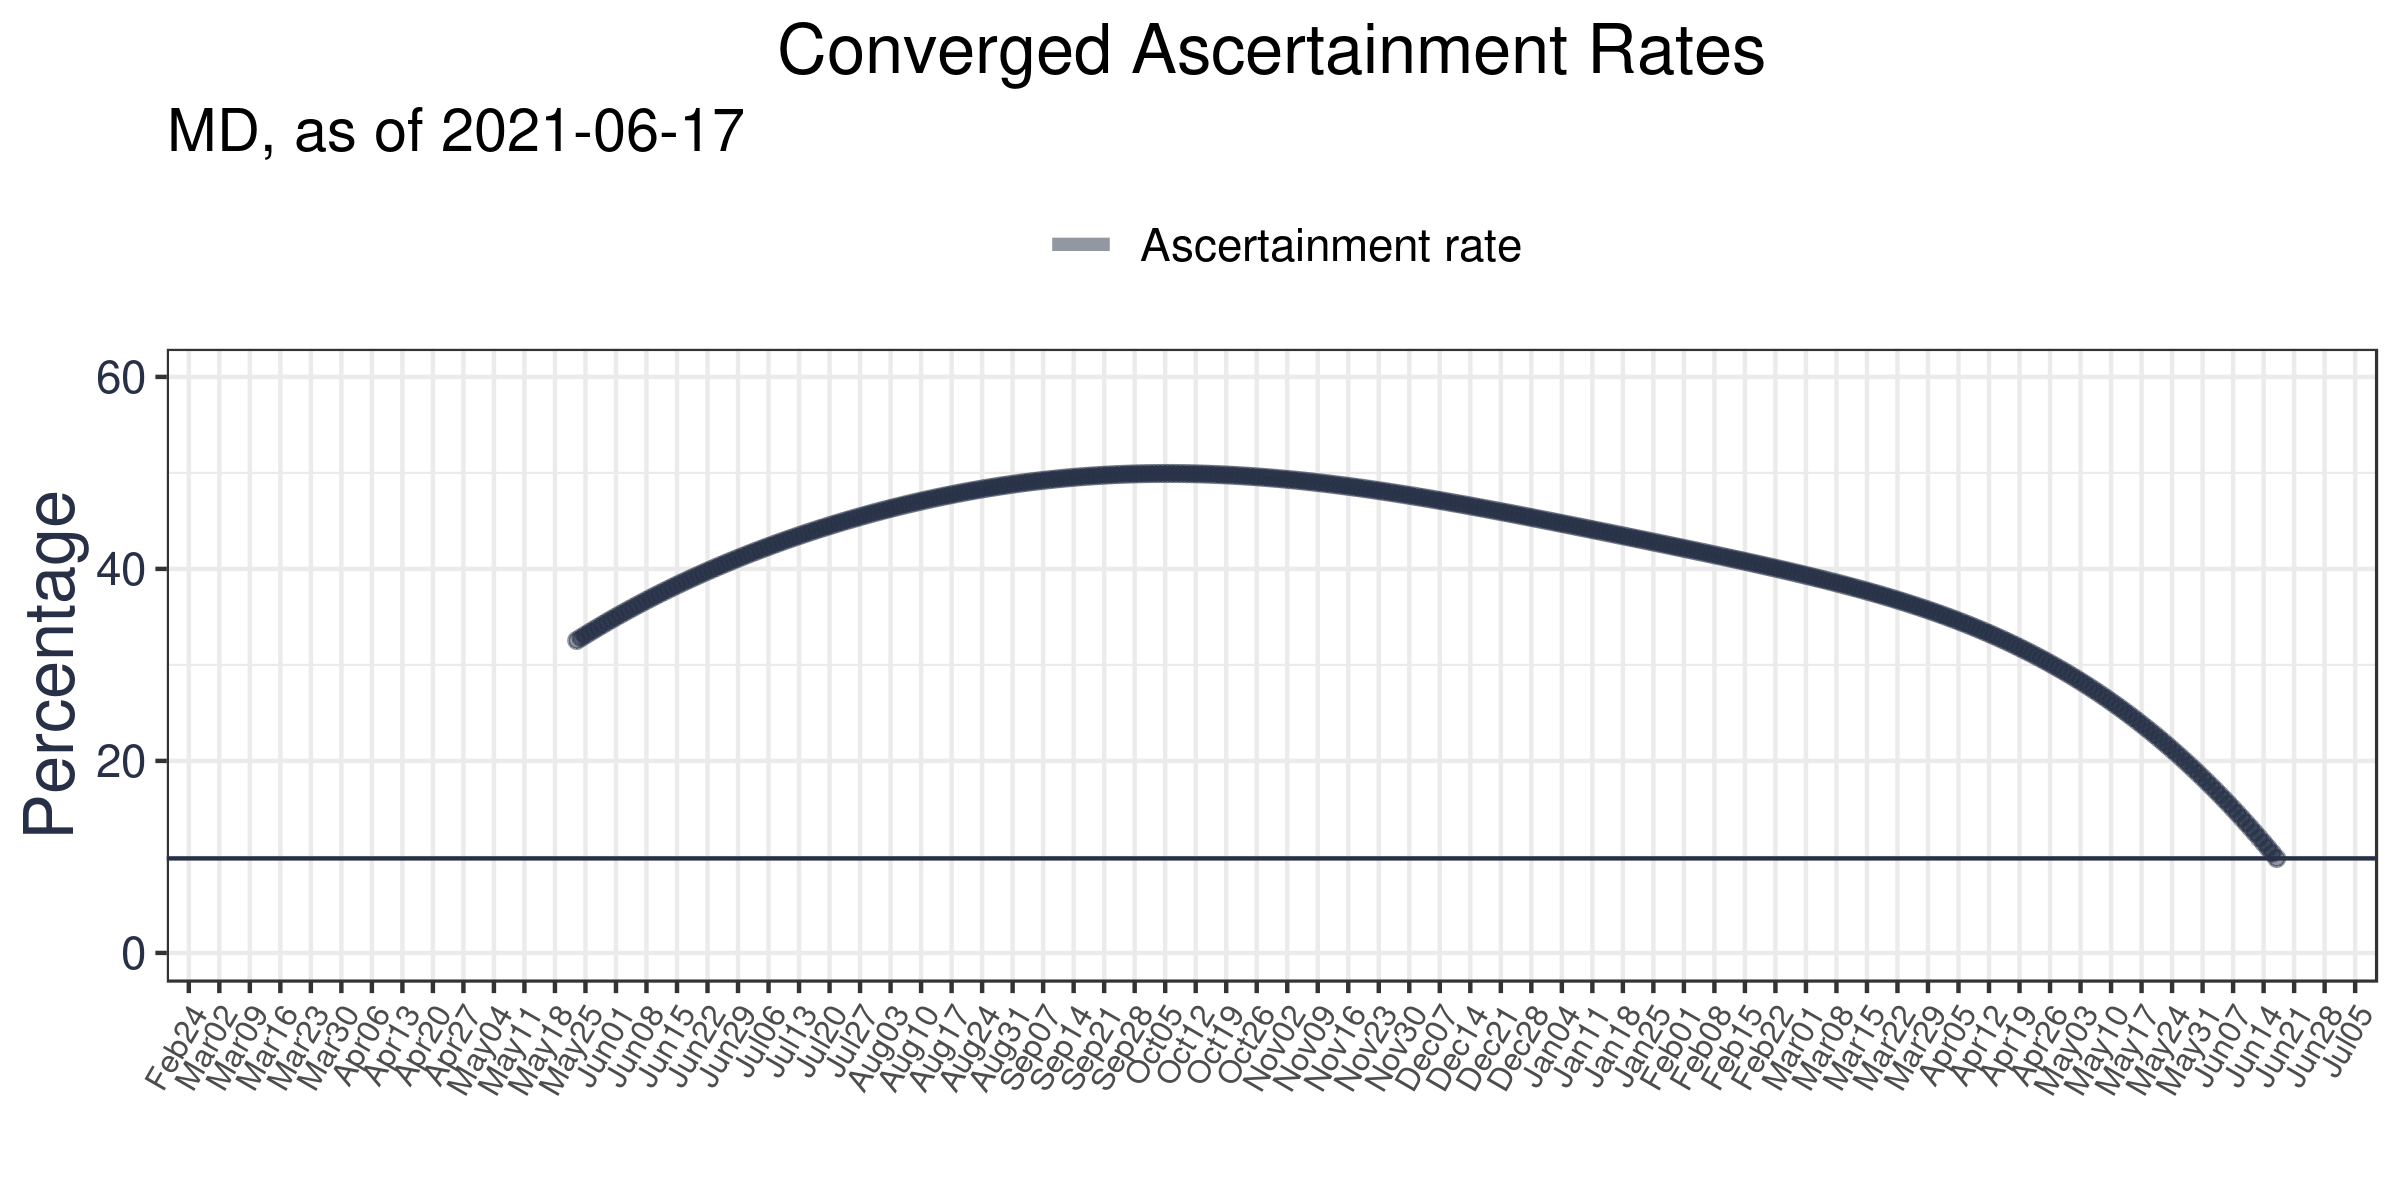 Converged Ascertainment Rates
MD, as of 2021-06-17
Ascertainment rate
Percentage
60
40
20
0
Feb24
Mar02
Mar09
Mar16
Mar23
Mar30
Apr06
Apr13
Apr20
Apr27
May04
May11
May18
May25
Jun01
Jun08
Jun15
Jun22
Jun29
Jul06
Jul13
Jul20
Jul27
Aug03
Aug10
Aug17
Aug24
Aug31
Sep07
Sep14
Sep21
Sep28
Oct05
Oct12
Oct19
Oct26
Nov02
Nov09
Nov16
Nov23
Nov30
Dec07
Dec14
Dec21
Dec28
Jan04
Jan11
Jan18
Jan25
Feb01
Feb08
Feb15
Feb22
Mar01
Mar08
Mar15
Mar22
Mar29
Apr05
Apr12
Apr19
Apr26
May03
May10
May17
May24
May31
Jun07
Jun14
Jun21
Jun28
Jul05